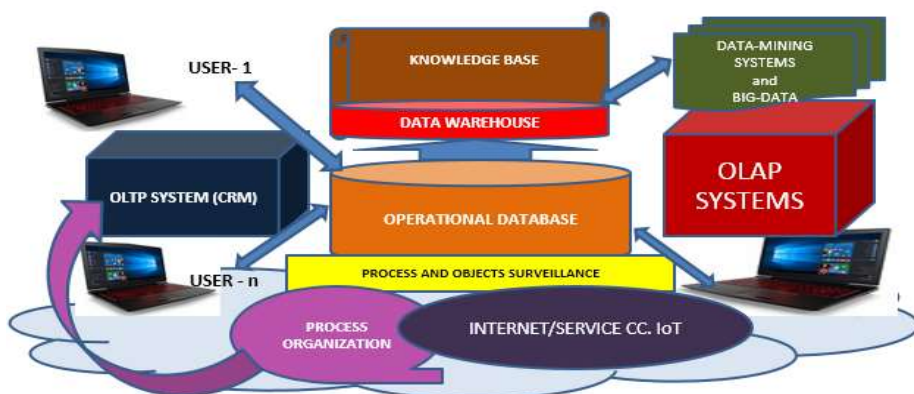 USER- 1
KNOWLEDGE BASE
DATA-MINING
SYSTEMS
and
BIG-DATA
DATA WAREHOUSE
OLTP SYSTEM (CRM)
OPERATIONAL DATABASE
OLAP
SYSTEMS
USER - n
PROCESS AND OBJECTS SURVEILLANCE
PROCESS
ORGANIZATION
INTERNET/SERVICE CC. IoT